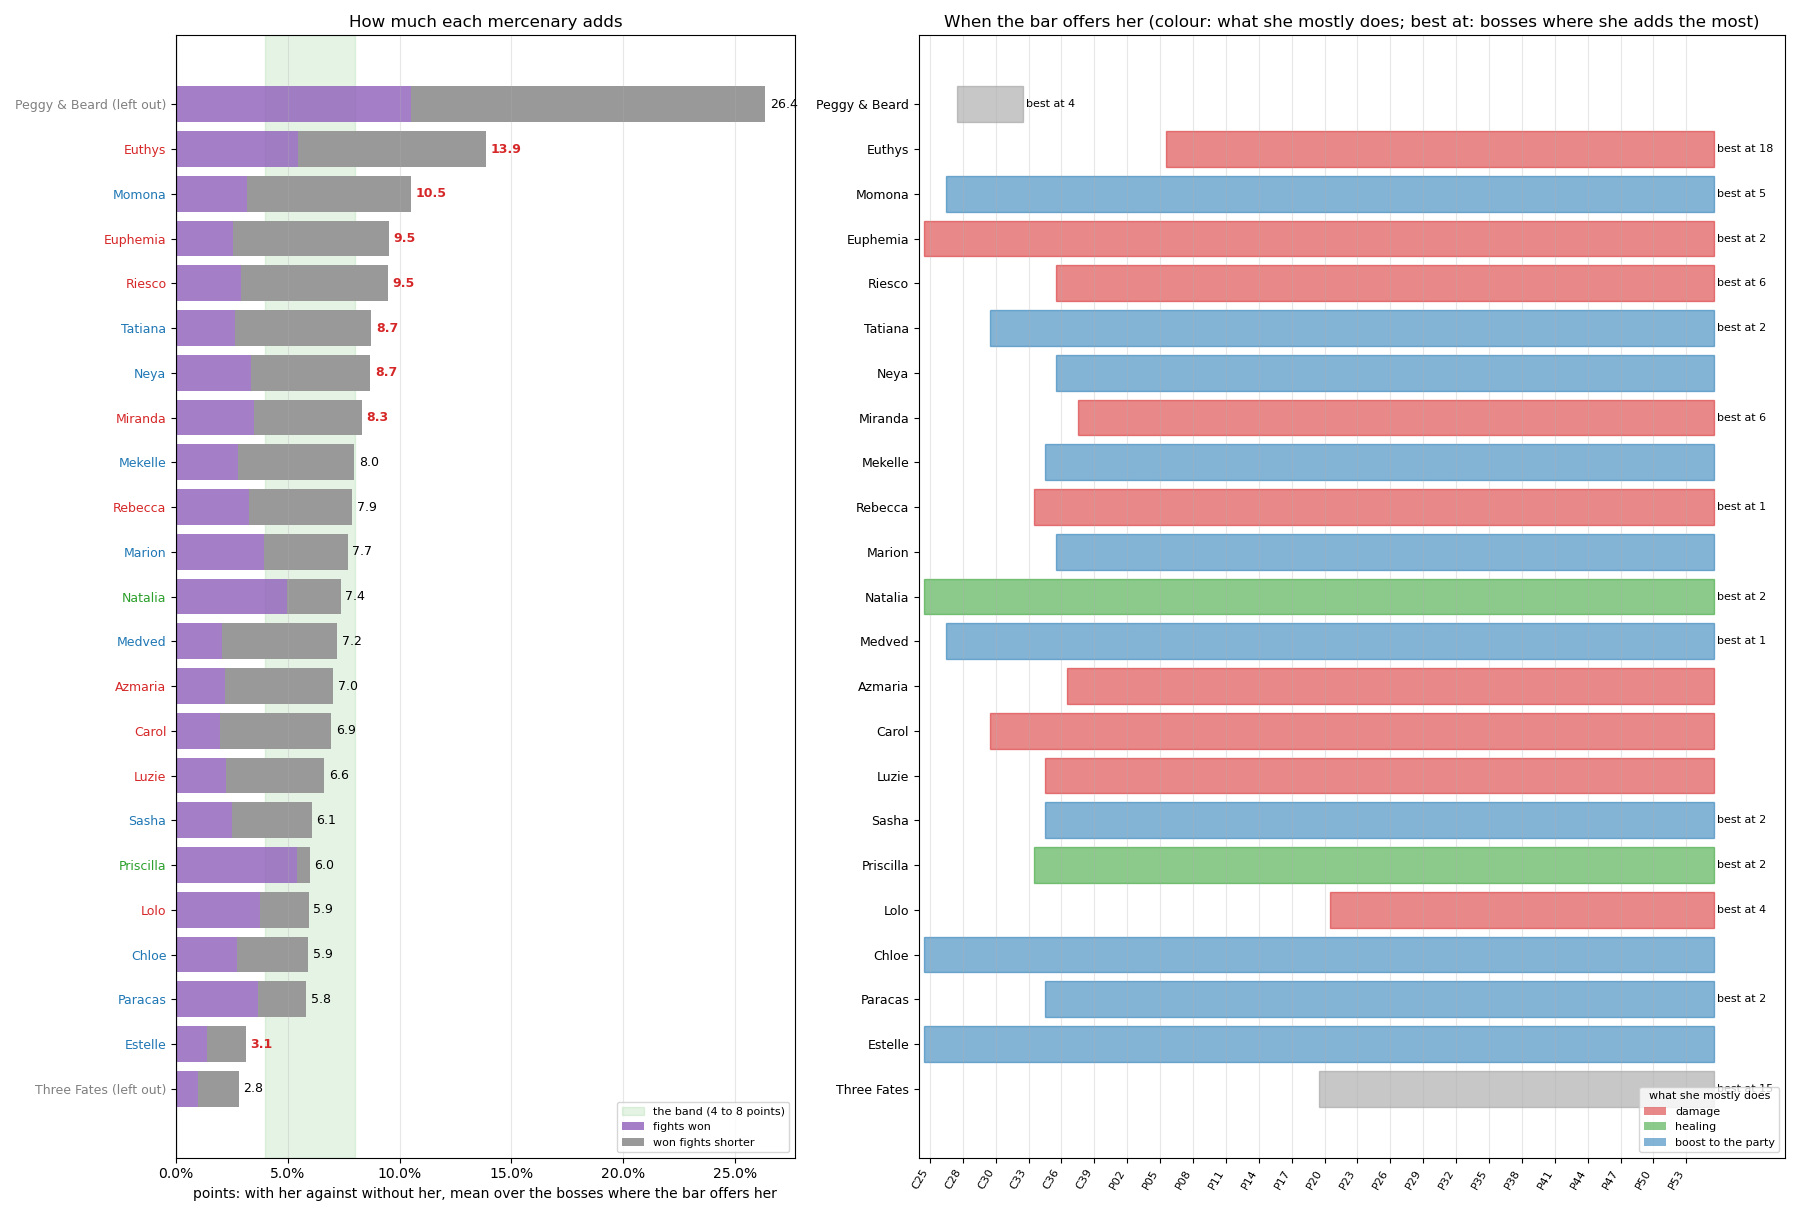 How much each mercenary adds
Peggy & Beard (left out) 26.4
Euthys 13.9
Momona 10.5
Euphemia 9.5
Riesco 9.5
Tatiana 8.7
Neya 8.7
Miranda 8.3
Mekelle 8.0
Rebecca 7.9
Marion 7.7
Natalia 7.4
Medved 7.2
Azmaria 7.0
Carol 6.9
Luzie 6.6
Sasha 6.1
Priscilla 6.0
Lolo 5.9
Chloe 5.9
Paracas 5.8
Estelle 3.1
Three Fates (left out) 2.8
the band (4 to 8 points)
fights won
won fights shorter
0.0% 5.0% 10.0% 15.0% 20.0% 25.0%
points: with her against without her, mean over the bosses where the bar offers her
When the bar offers her (colour: what she mostly does; best at: bosses where she adds the most)
Peggy & Beard best at 4
Euthys best at 18
Momona best at 5
Euphemia best at 2
Riesco best at 6
Tatiana best at 2
Neya
Miranda best at 6
Mekelle
Rebecca best at 1
Marion
Natalia best at 2
Medved best at 1
Azmaria
Carol
Luzie
Sasha best at 2
Priscilla best at 2
Lolo best at 4
Chloe
Paracas best at 2
Estelle
Three Fates best at 15
what she mostly does
damage
healing
boost to the party
C25 C28 C30 C33 C36 C39 P02 P05 P08 P11 P14 P17 P20 P23 P26 P29 P32 P35 P38 P41 P44 P47 P50 P53